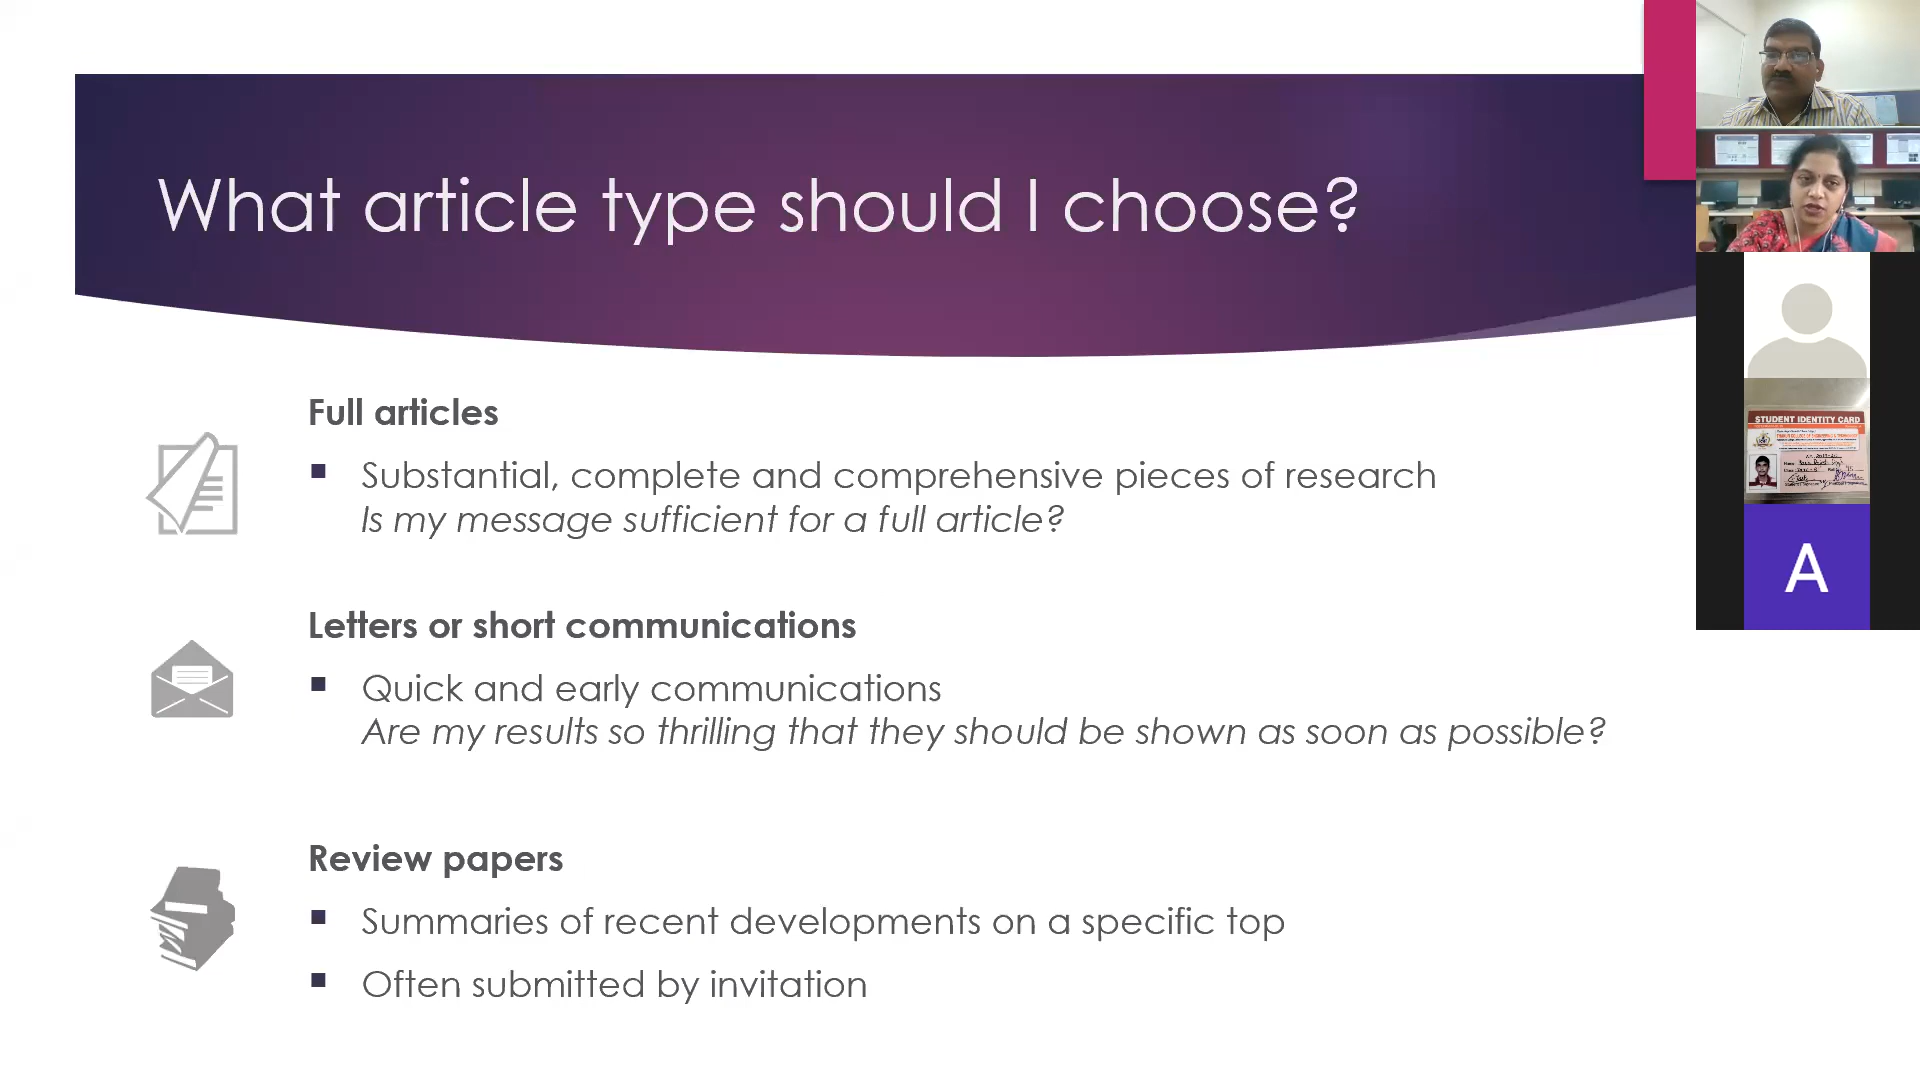 What article type should I choose?
Full articles
Substantial, complete and comprehensive pieces of research
Is my message sufficient for a full article?
Letters or short communications
Quick and early communications
Are my results so thrilling that they should be shown as soon as possible?
Review papers
Summaries of recent developments on a specific top
Often submitted by invitation
STUDENT IDENTITY CARD
A